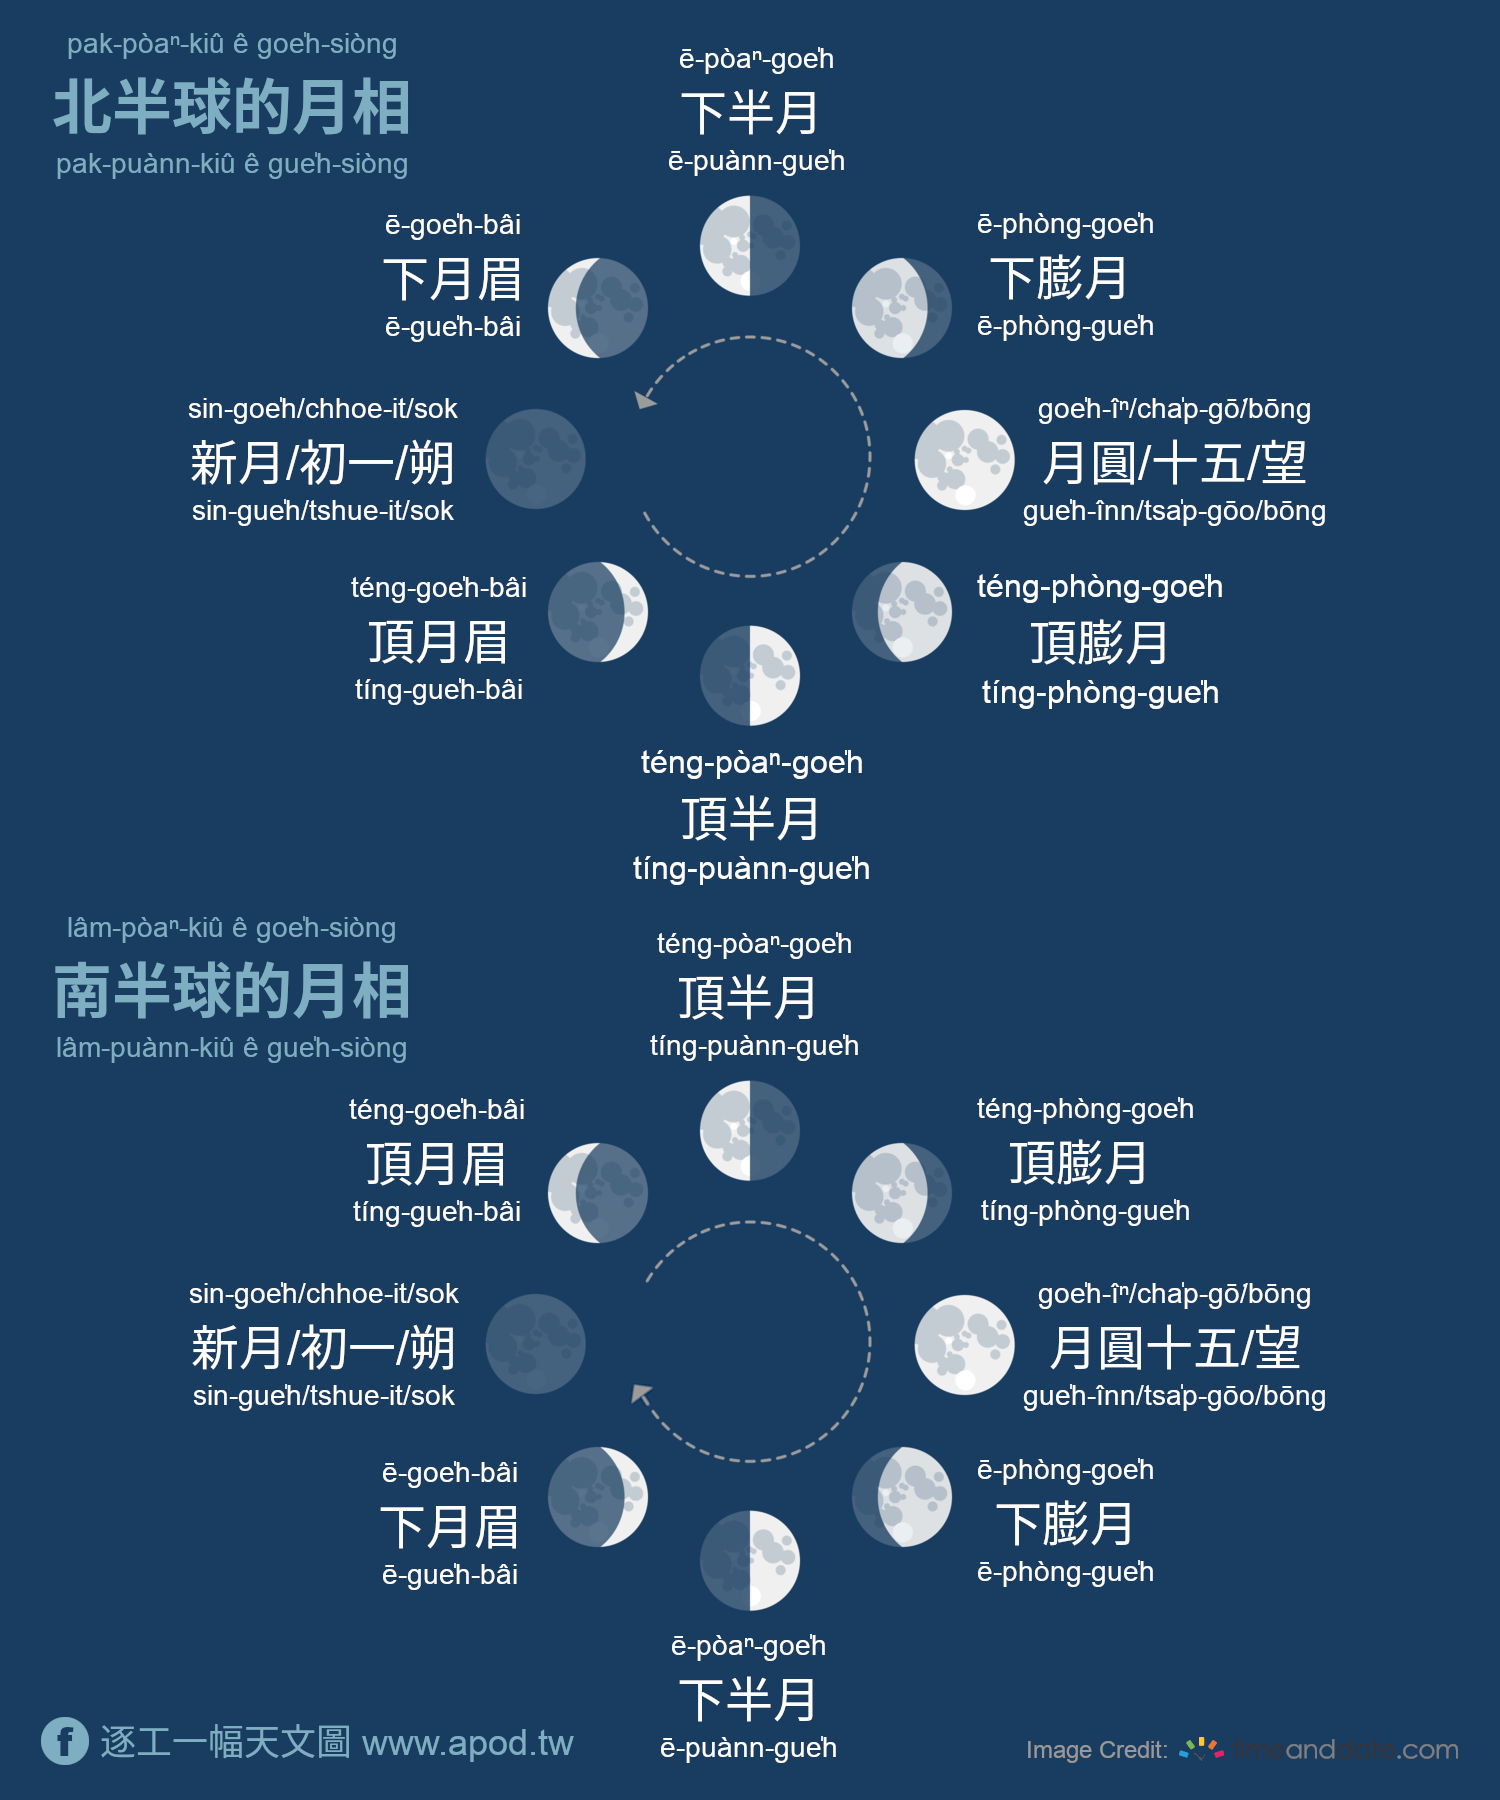 pak-pòaⁿ-kiû ê goe̍h-siòng
北半球的月相
pak-puànn-kiû ê gue̍h-siòng
ē-pòaⁿ-goe̍h
下半月
ē-puànn-gue̍h
ē-goe̍h-bâi
下月眉
ē-gue̍h-bâi
ē-phòng-goe̍h
下膨月
ē-phòng-gue̍h
sin-goe̍h/chhoe-it/sok
新月/初一/朔
sin-gue̍h/tshue-it/sok
goe̍h-îⁿ/cha̍p-gō͘/bōng
月圓/十五/望
gue̍h-înn/tsa̍p-gōo/bōng
téng-goe̍h-bâi
頂月眉
tíng-gue̍h-bâi
téng-phòng-goe̍h
頂膨月
tíng-phòng-gue̍h
téng-pòaⁿ-goe̍h
頂半月
tíng-puànn-gue̍h
lâm-pòaⁿ-kiû ê goe̍h-siòng
南半球的月相
lâm-puànn-kiû ê gue̍h-siòng
téng-pòaⁿ-goe̍h
頂半月
tíng-puànn-gue̍h
téng-goe̍h-bâi
頂月眉
tíng-gue̍h-bâi
téng-phòng-goe̍h
頂膨月
tíng-phòng-gue̍h
sin-goe̍h/chhoe-it/sok
新月/初一/朔
sin-gue̍h/tshue-it/sok
goe̍h-îⁿ/cha̍p-gō͘/bōng
月圓十五/望
gue̍h-înn/tsa̍p-gōo/bōng
ē-goe̍h-bâi
下月眉
ē-gue̍h-bâi
ē-phòng-goe̍h
下膨月
ē-phòng-gue̍h
ē-pòaⁿ-goe̍h
下半月
ē-puànn-gue̍h
逐工一幅天文圖 www.apod.tw
Image Credit: timeanddate.com